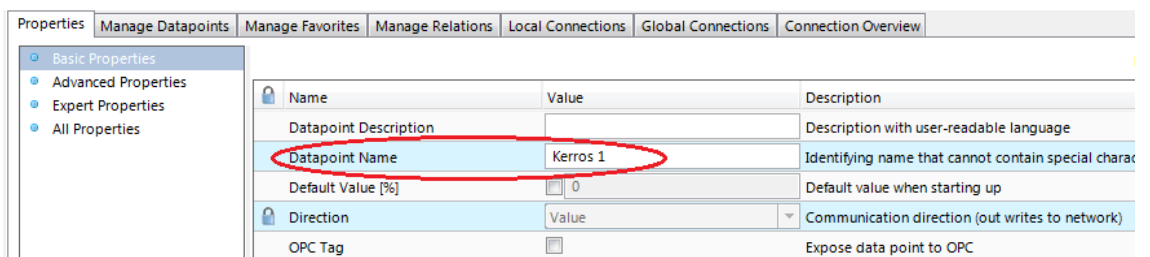 Properties Manage Datapoints Manage Favorites Manage Relations Local Connections Global Connections Connection Overview
Basic Properties
Advanced Properties
Expert Properties
All Properties
Name Value Description
Datapoint Description Description with user-readable language
Datapoint Name Kerros 1 Identifying name that cannot contain special charac
Default Value [%] 0 Default value when starting up
Direction Value Communication direction (out writes to network)
OPC Tag Expose data point to OPC